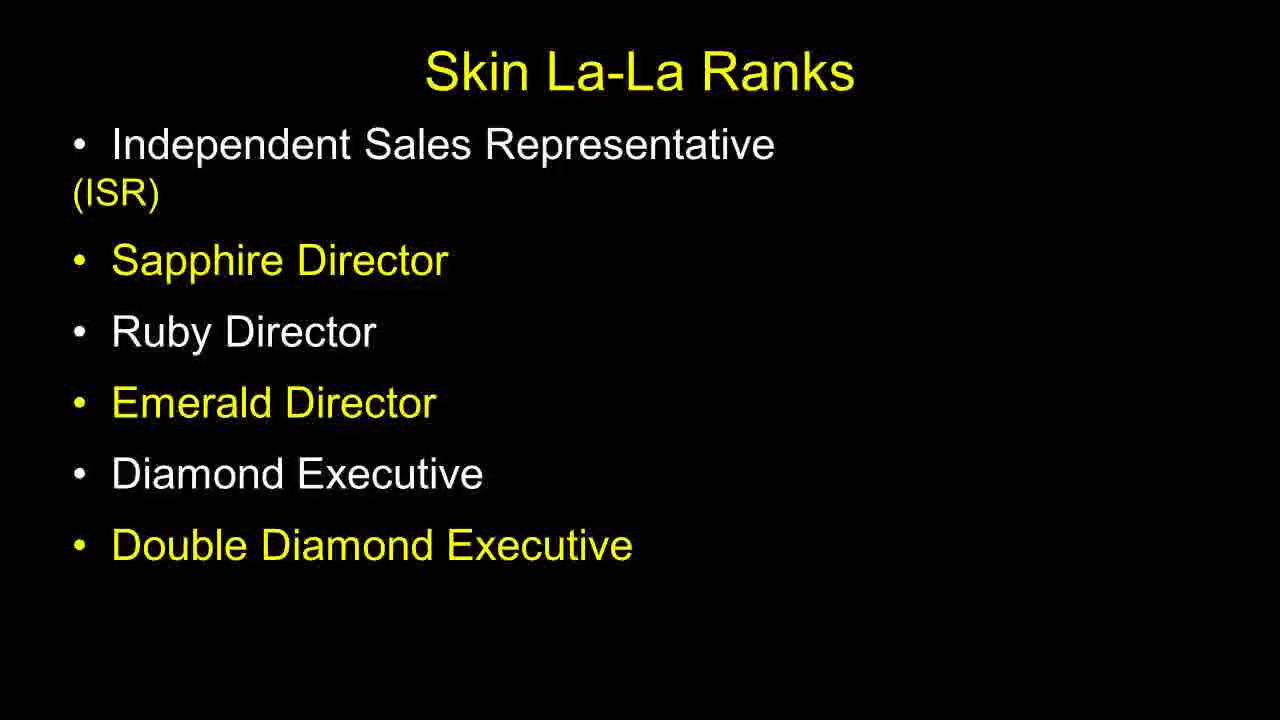 Skin La-La Ranks
• Independent Sales Representative
(ISR)
• Sapphire Director
• Ruby Director
• Emerald Director
• Diamond Executive
• Double Diamond Executive